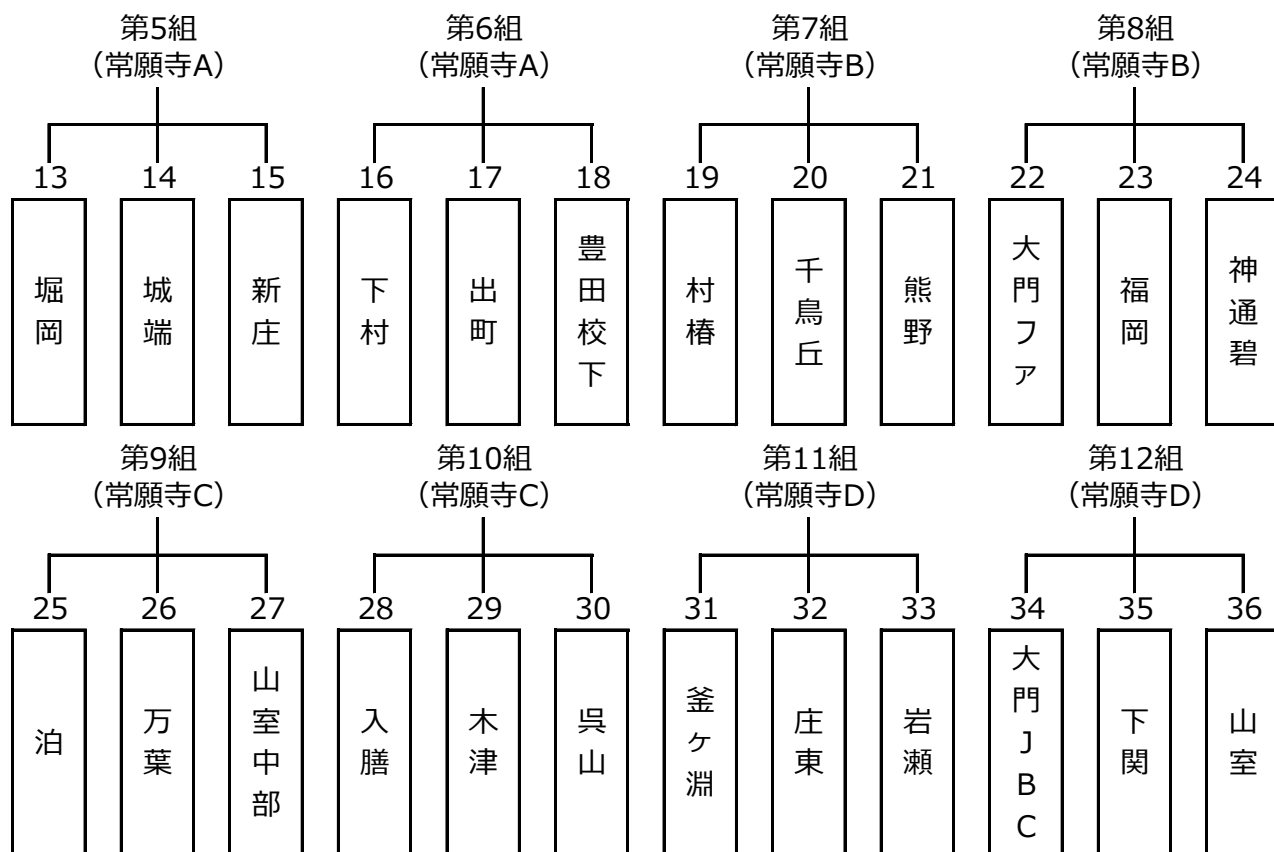 第5組 第6組 第7組 第8組
（常願寺A） （常願寺A） （常願寺B） （常願寺B）
13 14 15 16 17 18 19 20 21 22 23 24
堀岡
城端
新庄
下村
出町
豊田校下
村椿
千鳥丘
熊野
大門ファ
福岡
神通碧
第9組 第10組 第11組 第12組
（常願寺C） （常願寺C） （常願寺D） （常願寺D）
25 26 27 28 29 30 31 32 33 34 35 36
泊
万葉
山室中部
入膳
木津
呉山
釜ヶ淵
庄東
岩瀬
大門JBC
下関
山室